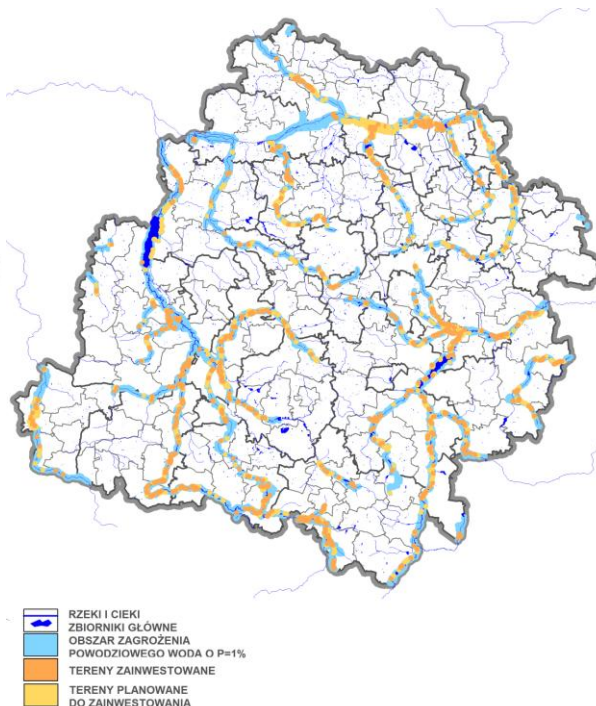 RZEKI I CIEKI
ZBIORNIKI GŁÓWNE
OBSZAR ZAGROŻENIA
POWODZIOWEGO WODA O P=1%
TERENY ZAINWESTOWANE
TERENY PLANOWANE
DO ZAINWESTOWANIA